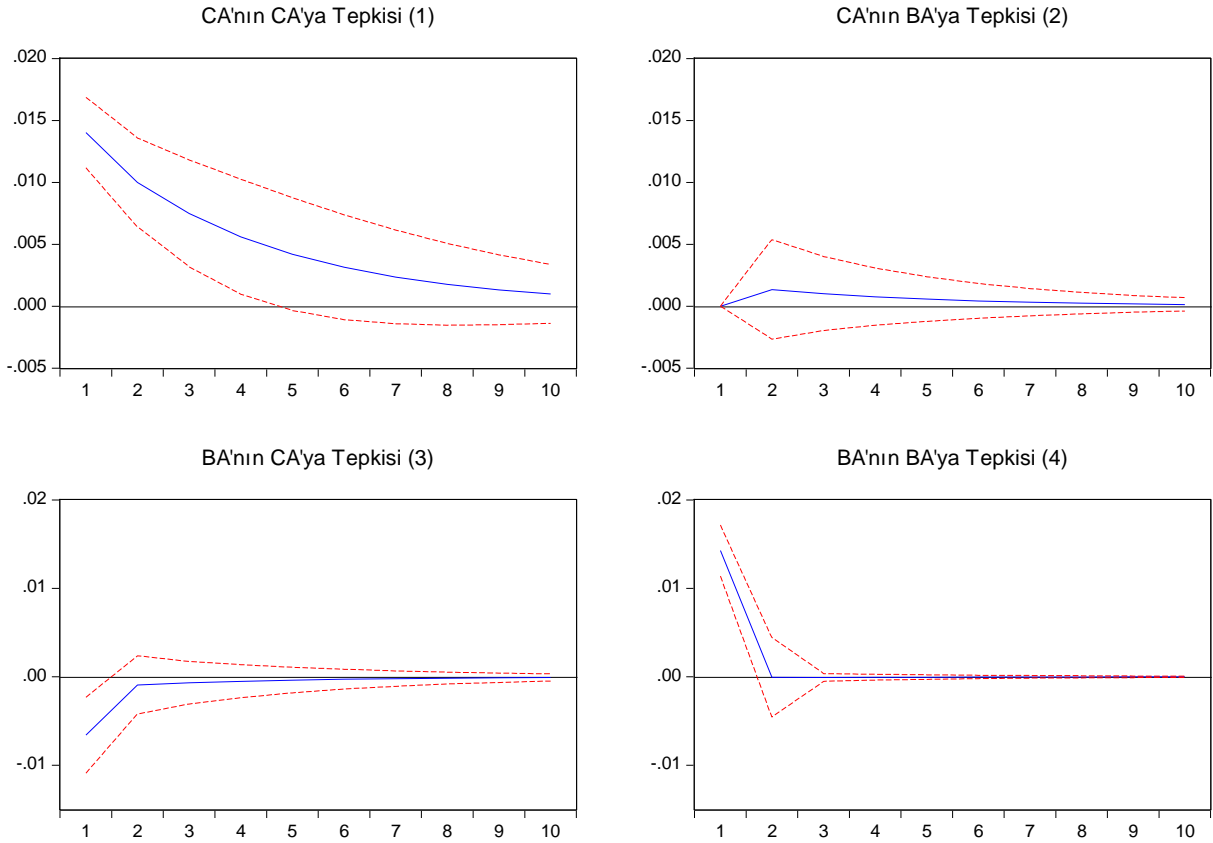 CA'nın CA'ya Tepkisi (1)
.020
.015
.010
.005
.000
-.005
1 2 3 4 5 6 7 8 9 10
CA'nın BA'ya Tepkisi (2)
.020
.015
.010
.005
.000
-.005
1 2 3 4 5 6 7 8 9 10
BA'nın CA'ya Tepkisi (3)
.02
.01
.00
-.01
1 2 3 4 5 6 7 8 9 10
BA'nın BA'ya Tepkisi (4)
.02
.01
.00
-.01
1 2 3 4 5 6 7 8 9 10